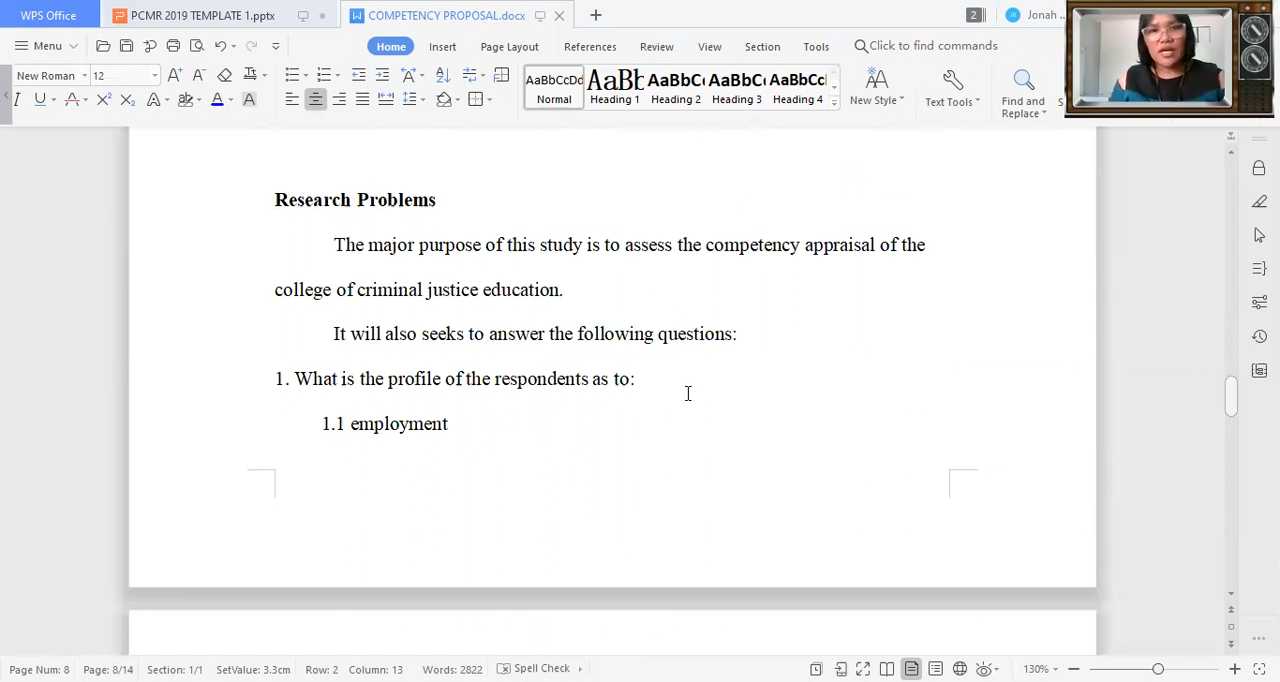 WPS Office
PCMR 2019 TEMPLATE 1.pptx
COMPETENCY PROPOSAL.docx
2
Jonah ...
Menu
Home
Insert
Page Layout
References
Review
View
Section
Tools
Click to find commands
New Roman
12
AaBbCcDd
Normal
AaBb
Heading 1
AaBbC
Heading 2
AaBbC
Heading 3
AaBbC
Heading 4
New Style
Text Tools
Find and
Replace
Research Problems
The major purpose of this study is to assess the competency appraisal of the
college of criminal justice education.
It will also seeks to answer the following questions:
1. What is the profile of the respondents as to:
1.1 employment
Page Num: 8
Page: 8/14
Section: 1/1
SetValue: 3.3cm
Row: 2
Column: 13
Words: 2822
Spell Check
130%